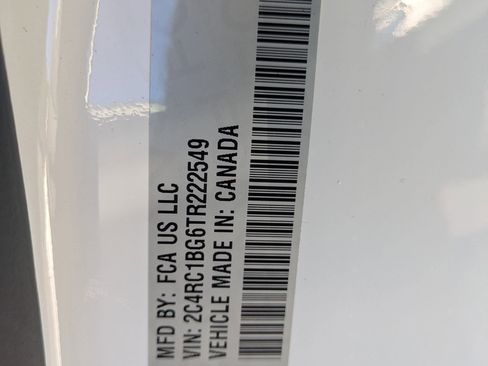 MFD BY: FCA US LLC
VIN: 2C4RC1BG6TR222549
VEHICLE MADE IN: CANADA